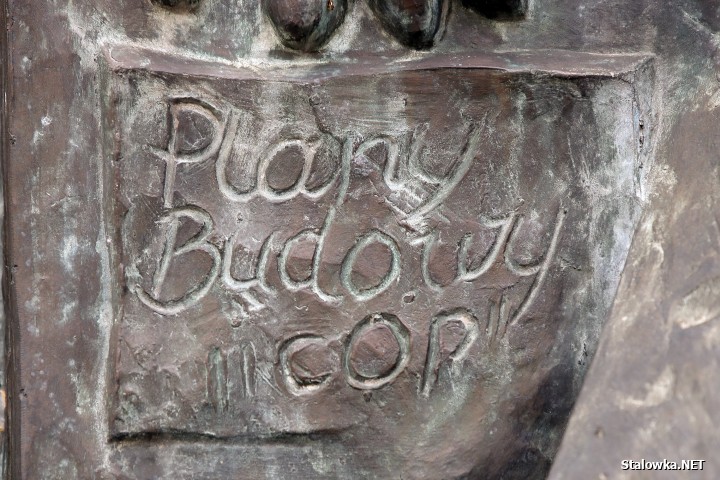 Plany
Budowy
"COP"
Stalowka.NET